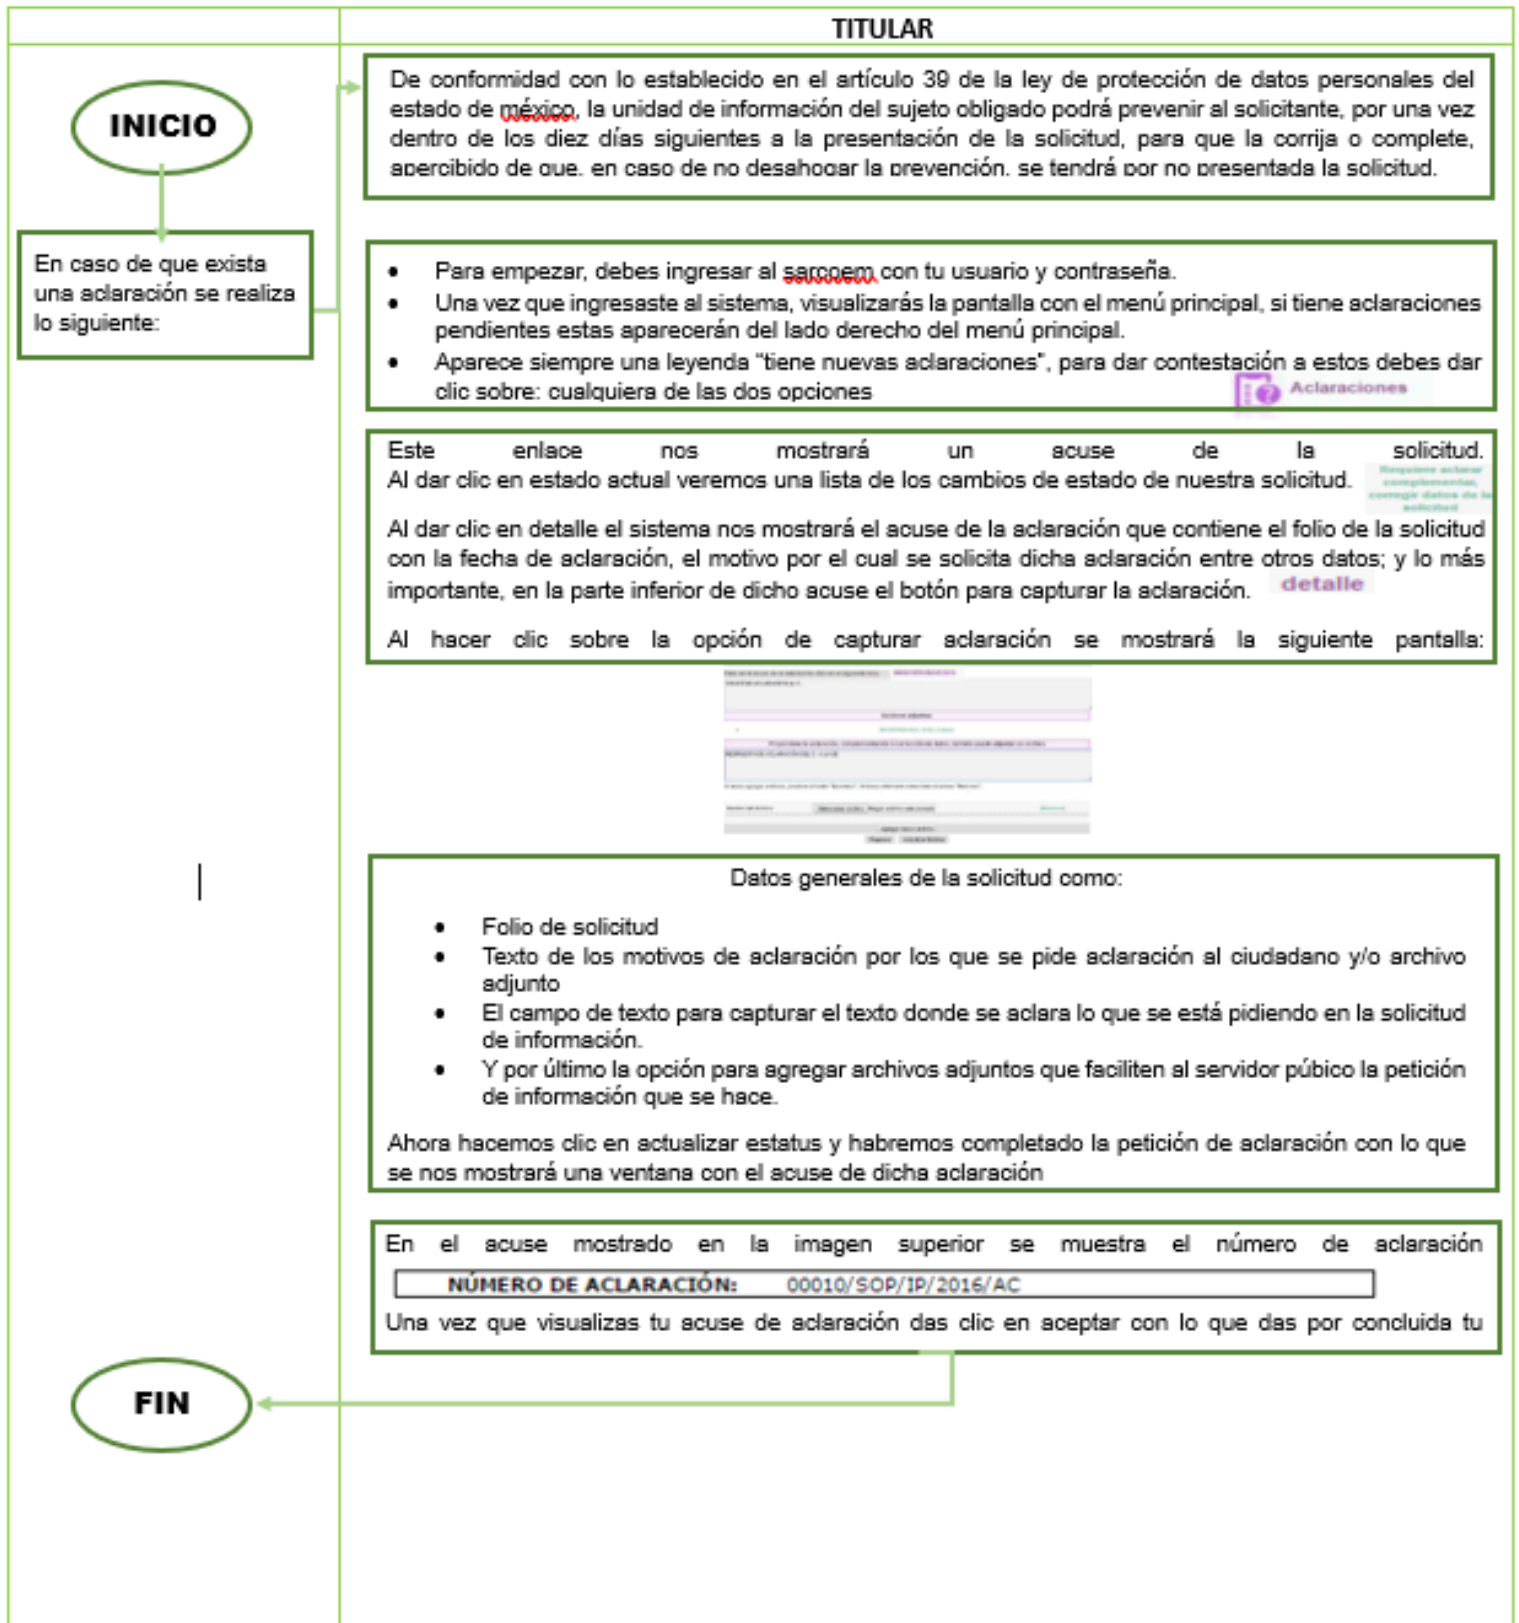 TITULAR
INICIO
En caso de que exista
una aclaración se realiza
lo siguiente:
De conformidad con lo establecido en el artículo 39 de la ley de protección de datos personales del
estado de méxico, la unidad de información del sujeto obligado podrá prevenir al solicitante, por una vez
dentro de los diez días siguientes a la presentación de la solicitud, para que la corrija o complete,
apercibido de que, en caso de no desahogar la prevención, se tendrá por no presentada la solicitud.
• Para empezar, debes ingresar al sarcoem con tu usuario y contraseña.
• Una vez que ingresaste al sistema, visualizarás la pantalla con el menú principal, si tiene aclaraciones
pendientes estas aparecerán del lado derecho del menú principal.
• Aparece siempre una leyenda "tiene nuevas aclaraciones", para dar contestación a estos debes dar
clic sobre: cualquiera de las dos opciones
Aclaraciones
Este enlace nos mostrará un acuse de la solicitud.
Al dar clic en estado actual veremos una lista de los cambios de estado de nuestra solicitud.
Requiere aclarar
complementar,
corregir datos de la
solicitud
Al dar clic en detalle el sistema nos mostrará el acuse de la aclaración que contiene el folio de la solicitud
con la fecha de aclaración, el motivo por el cual se solicita dicha aclaración entre otros datos; y lo más
importante, en la parte inferior de dicho acuse el botón para capturar la aclaración.
detalle
Al hacer clic sobre la opción de capturar aclaración se mostrará la siguiente pantalla:
Datos generales de la solicitud como:
• Folio de solicitud
• Texto de los motivos de aclaración por los que se pide aclaración al ciudadano y/o archivo
adjunto
• El campo de texto para capturar el texto donde se aclara lo que se está pidiendo en la solicitud
de información.
• Y por último la opción para agregar archivos adjuntos que faciliten al servidor púbico la petición
de información que se hace.
Ahora hacemos clic en actualizar estatus y habremos completado la petición de aclaración con lo que
se nos mostrará una ventana con el acuse de dicha aclaración
En el acuse mostrado en la imagen superior se muestra el número de aclaración
NÚMERO DE ACLARACIÓN: 00010/SOP/IP/2016/AC
Una vez que visualizas tu acuse de aclaración das clic en aceptar con lo que das por concluida tu
FIN